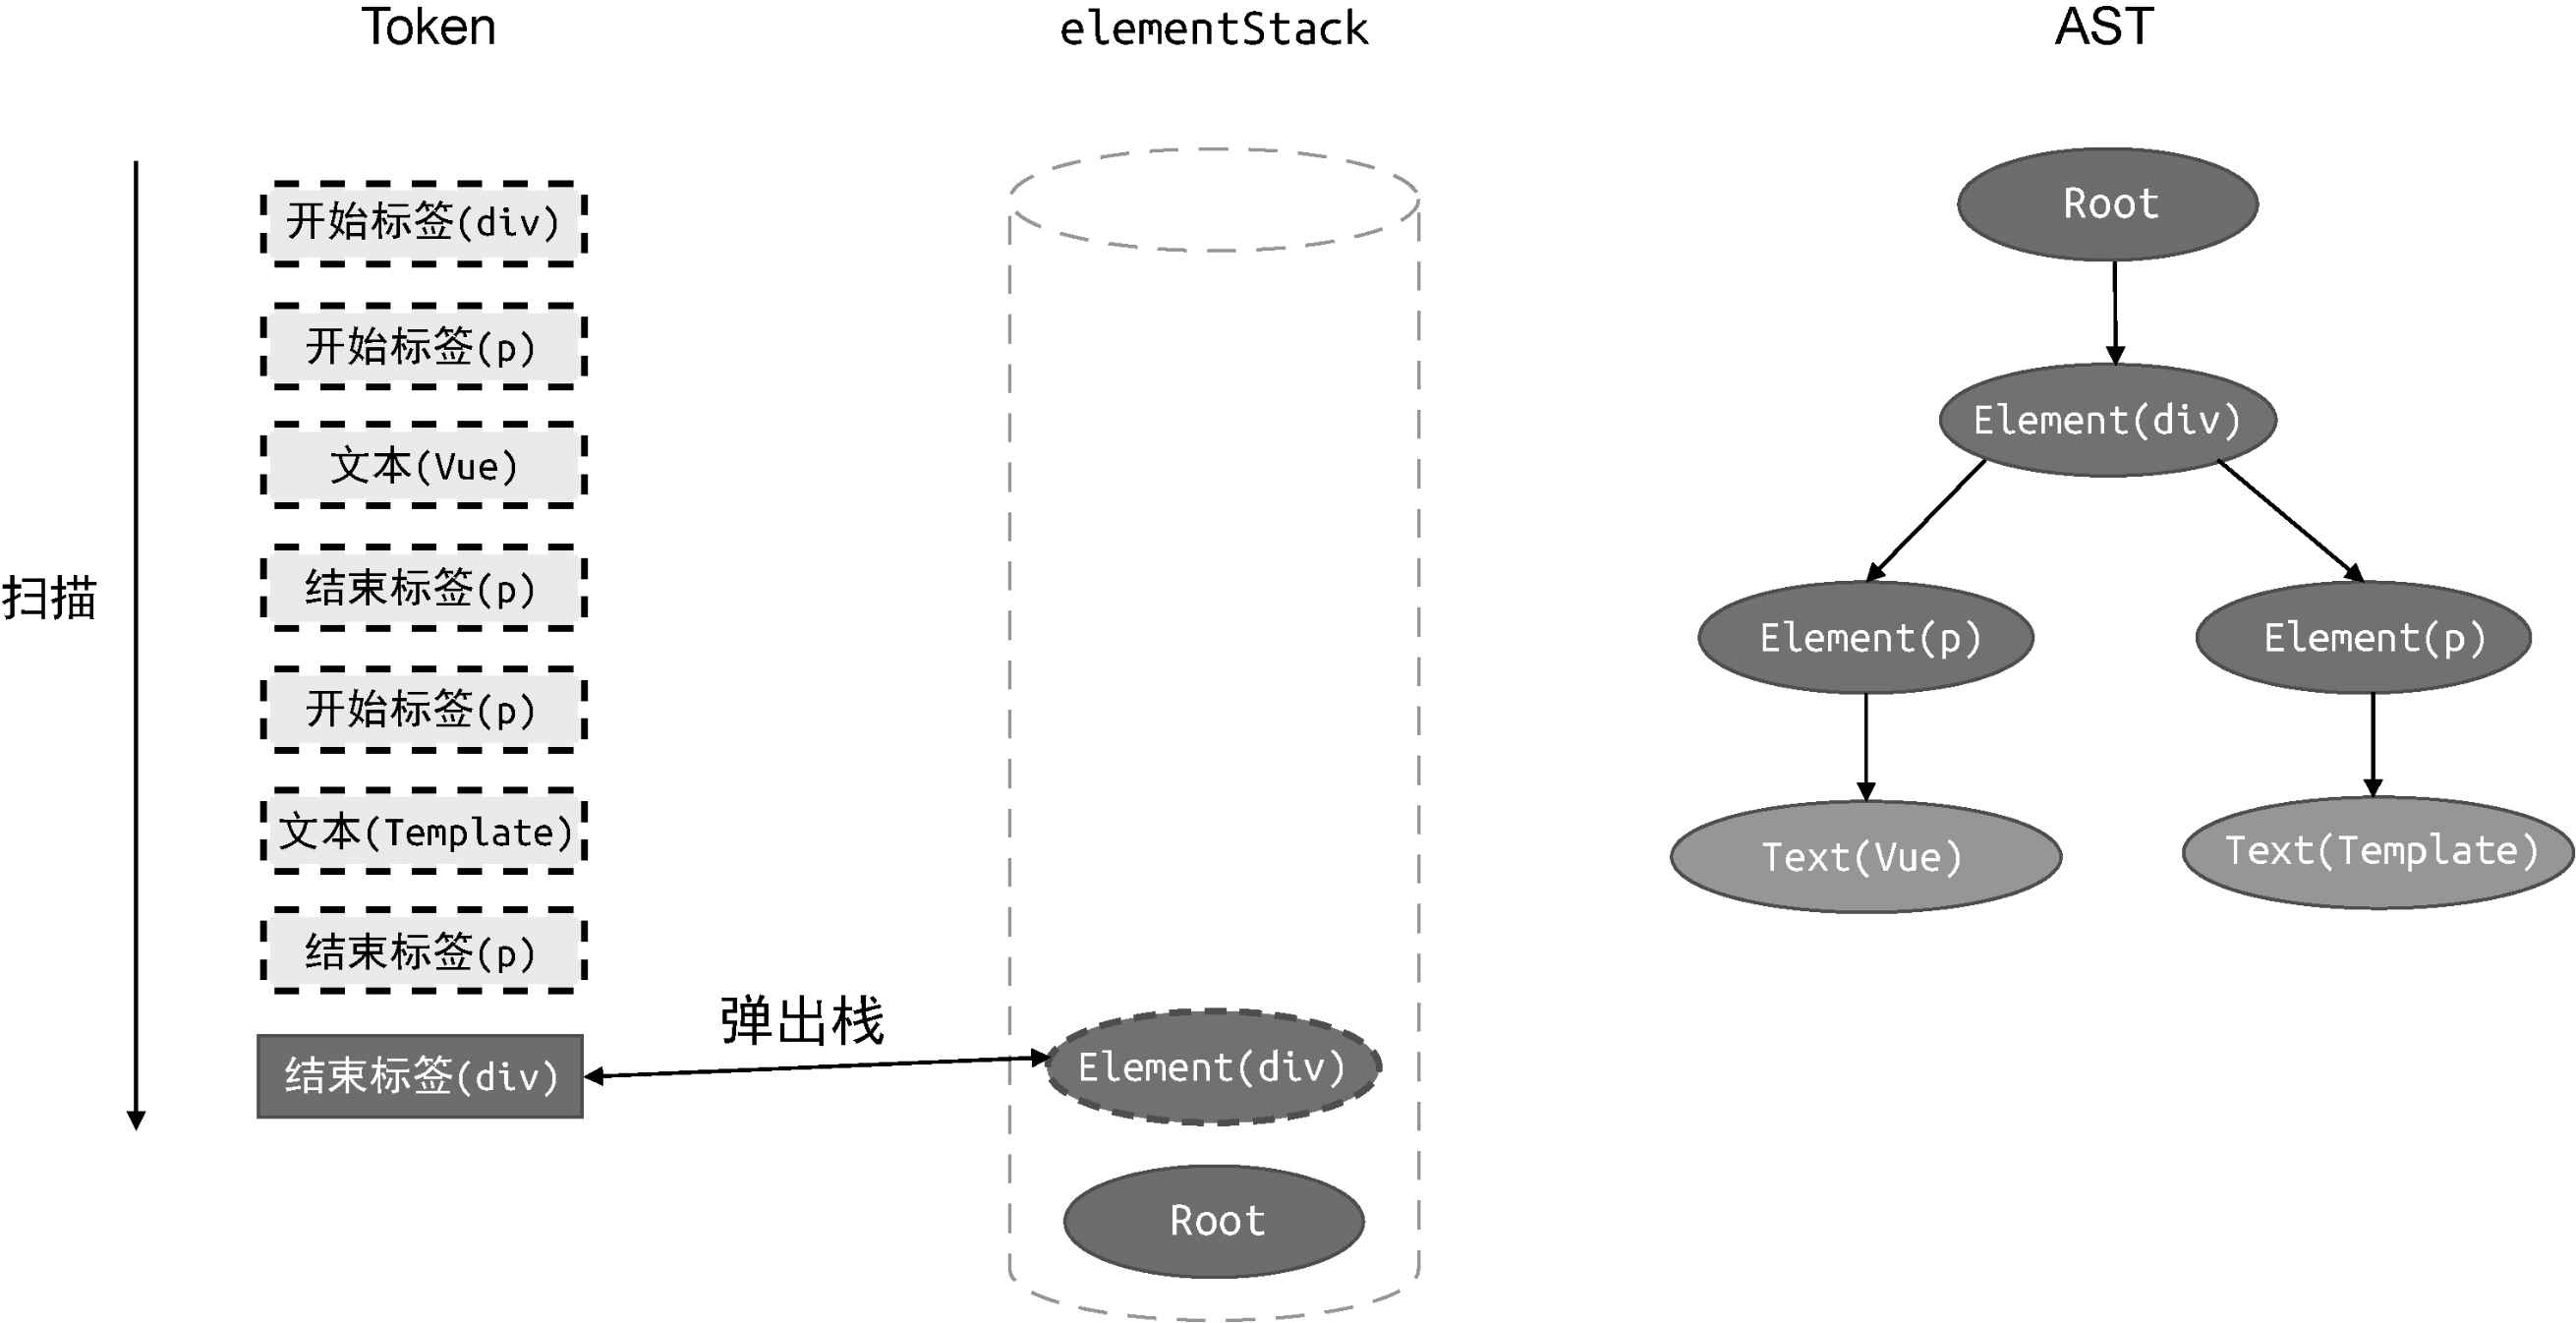 Token
elementStack
AST
扫描
开始标签(div)
开始标签(p)
文本(Vue)
结束标签(p)
开始标签(p)
文本(Template)
结束标签(p)
结束标签(div)
弹出栈
Element(div)
Root
Root
Element(div)
Element(p)
Element(p)
Text(Vue)
Text(Template)